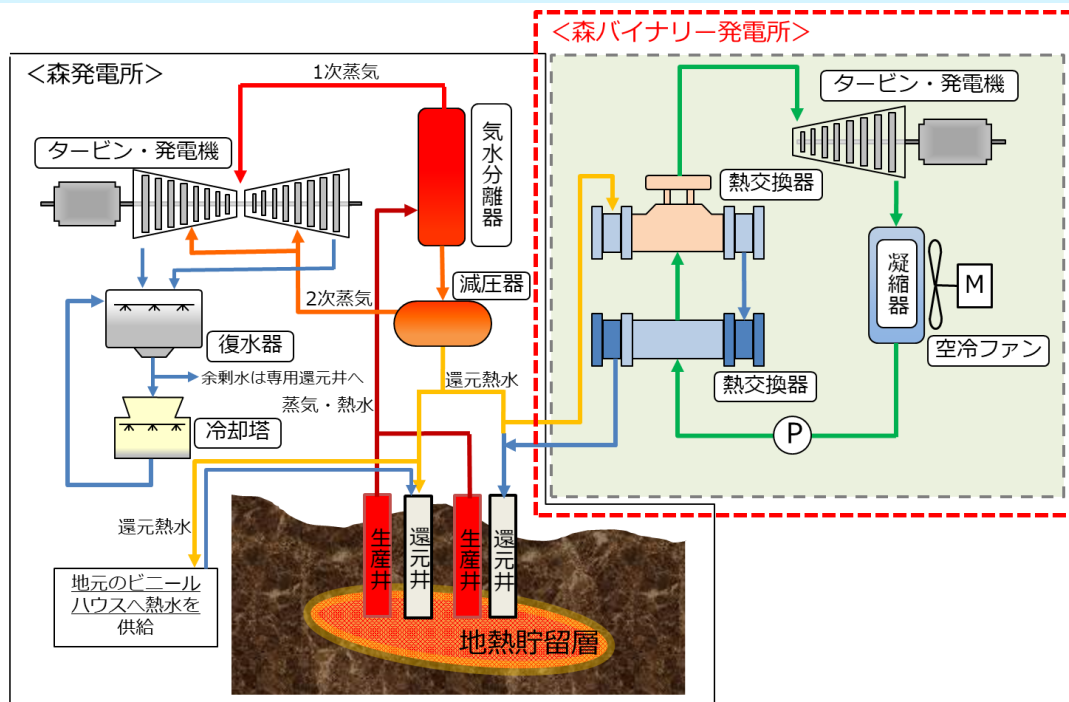 <森バイナリー発電所>
<森発電所>
1次蒸気
タービン・発電機
気水分離器
タービン・発電機
熱交換器
減圧器
2次蒸気
凝縮器
M
復水器
空冷ファン
余剰水は専用還元井へ
還元熱水
熱交換器
蒸気・熱水
冷却塔
P
還元熱水
生産井
還元井
生産井
還元井
地元のビニール
ハウスへ熱水を
供給
地熱貯留層